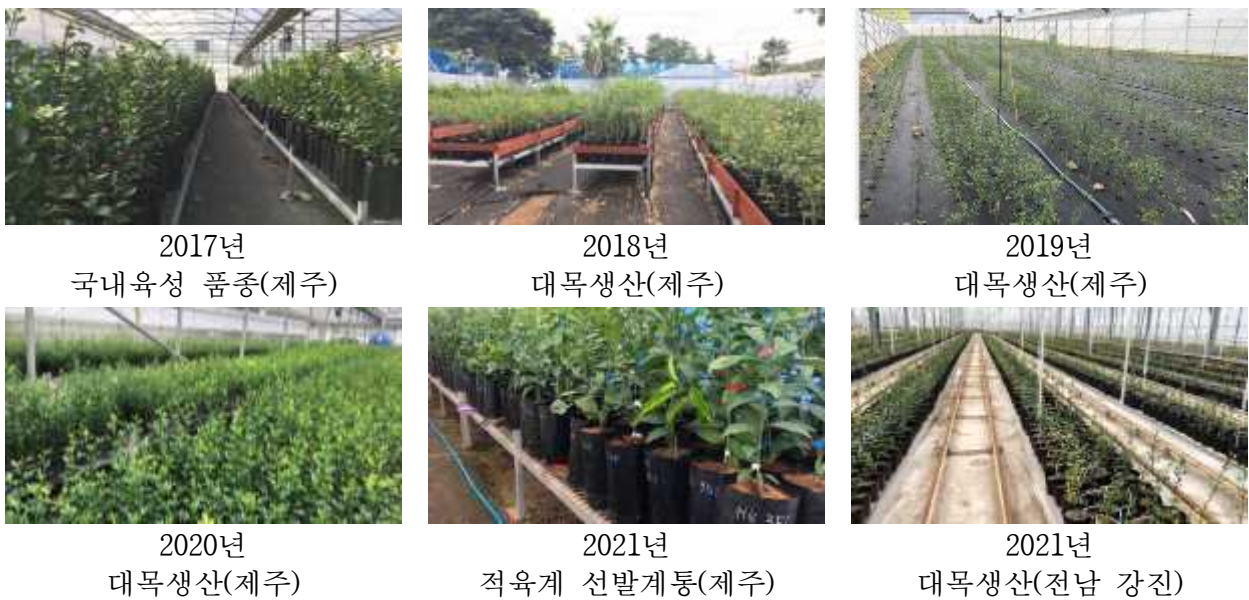 2017년
국내육성 품종(제주)
2018년
대목생산(제주)
2019년
대목생산(제주)
2020년
대목생산(제주)
2021년
적육계 선발계통(제주)
2021년
대목생산(전남 강진)